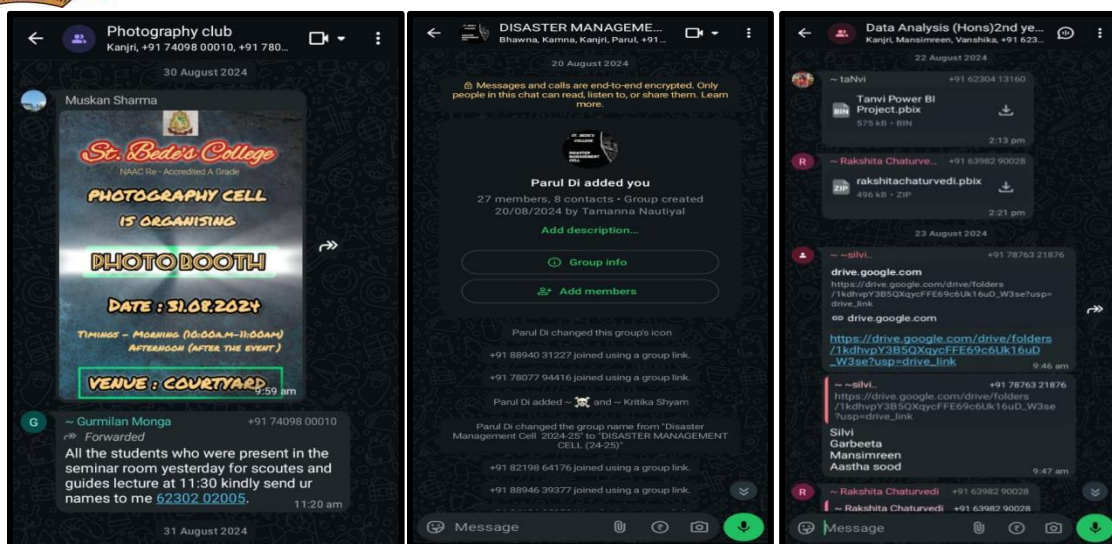 Photography club
Kanjri, +91 74098 00010, +91 780...
30 August 2024
Muskan Sharma
St. Bede's College
NAAC Re - Accredited A Grade
PHOTOGRAPHY CELL
IS ORGANISING
PHOTO BOOTH
DATE : 31.08.2024
TIMINGS - MORNING (10:00A.M-11:00AM)
AFTERNOON (AFTER THE EVENT)
VENUE : COURTYARD
9:59 am
G
~ Gurmilan Monga +91 74098 00010
Forwarded
All the students who were present in the
seminar room yesterday for scoutes and
guides lecture at 11:30 kindly send ur
names to me 62302 02005.
11:20 am
31 August 2024
DISASTER MANAGEME...
Bhawna, Kamna, Kanjri, Parul, +91...
20 August 2024
Messages and calls are end-to-end encrypted. Only
people in this chat can read, listen to, or share them. Learn
more.
ST. BEDE'S
COLLEGE
DISASTER
MANAGEMENT
CELL
Parul Di added you
27 members, 8 contacts • Group created
20/08/2024 by Tamanna Nautiyal
Add description...
Group info
Add members
Parul Di changed this group's icon
+91 88940 31227 joined using a group link.
+91 78077 94416 joined using a group link.
Parul Di added ~ ☠️ and ~ Kritika Shyam
Parul Di changed the group name from "Disaster
Management Cell 2024-25" to "DISASTER MANAGEMENT
CELL (24-25)"
+91 82198 64176 joined using a group link.
+91 88946 39377 joined using a group link.
Message
Data Analysis (Hons)2nd ye...
Kanjri, Mansimreen, Vanshika, +91 623...
22 August 2024
~ taNvi +91 62304 13160
BIN
Tanvi Power BI
Project.pbix
575 kB • BIN
2:13 pm
R
~ Rakshita Chaturve... +91 63982 90028
ZIP
rakshitachaturvedi.pbix
496 kB • ZIP
2:21 pm
23 August 2024
~ ~silvi.. +91 78763 21876
drive.google.com
https://drive.google.com/drive/folders
/1kdhvpY3B5QXqycFFE69c6Uk16uD_W3se?usp=
drive_link
drive.google.com
https://drive.google.com/drive/folders
/1kdhvpY3B5QXqycFFE69c6Uk16uD
_W3se?usp=drive_link
9:46 am
~ ~silvi.. +91 78763 21876
https://drive.google.com/drive/folders
/1kdhvpY3B5QXqycFFE69c6Uk16uD_W3se
?usp=drive_link
Silvi
Garbeeta
Mansimreen
Aastha sood
9:47 am
R
~ Rakshita Chaturvedi +91 63982 90028
~ Rakshita Chaturvedi +91 63982 90028
Message